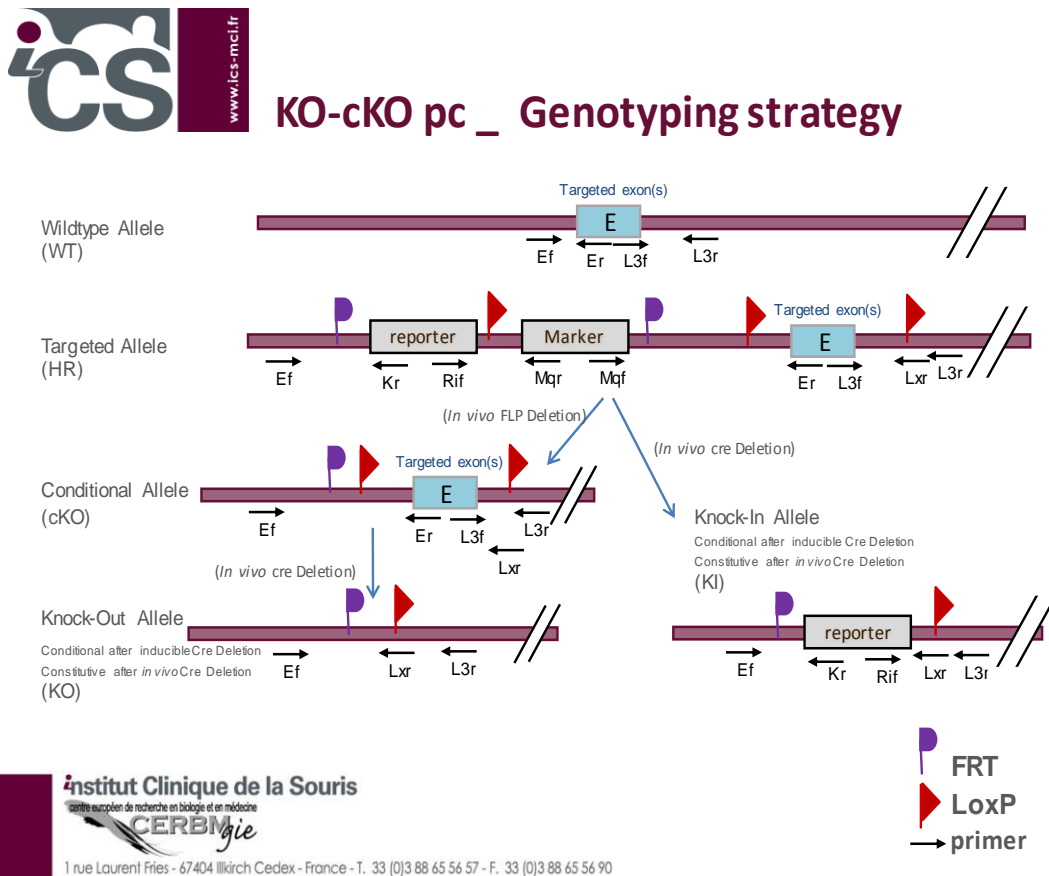 iCS
www.ics-mci.fr
KO-cKO pc _ Genotyping strategy
Targeted exon(s)
Wildtype Allele
(WT)
E
Ef Er L3f L3r
Targeted exon(s)
Targeted Allele
(HR)
reporter Marker E
Ef Kr Rif Mqr Mqf Er L3f Lxr L3r
(In vivo FLP Deletion)
(In vivo cre Deletion)
Targeted exon(s)
Conditional Allele
(cKO)
E
Ef Er L3f L3r
Lxr
Knock-In Allele
Conditional after inducible Cre Deletion
Constitutive after in vivo Cre Deletion
(KI)
(In vivo cre Deletion)
Knock-Out Allele
Conditional after inducible Cre Deletion
Constitutive after in vivo Cre Deletion
(KO)
Ef Lxr L3r
reporter
Ef Kr Rif Lxr L3r
FRT
LoxP
primer
institut Clinique de la Souris
centre européen de recherche en biologie et en médecine
CERBM gie
1 rue Laurent Fries - 67404 Illkirch Cedex - France - T. 33 (0)3 88 65 56 57 - F. 33 (0)3 88 65 56 90